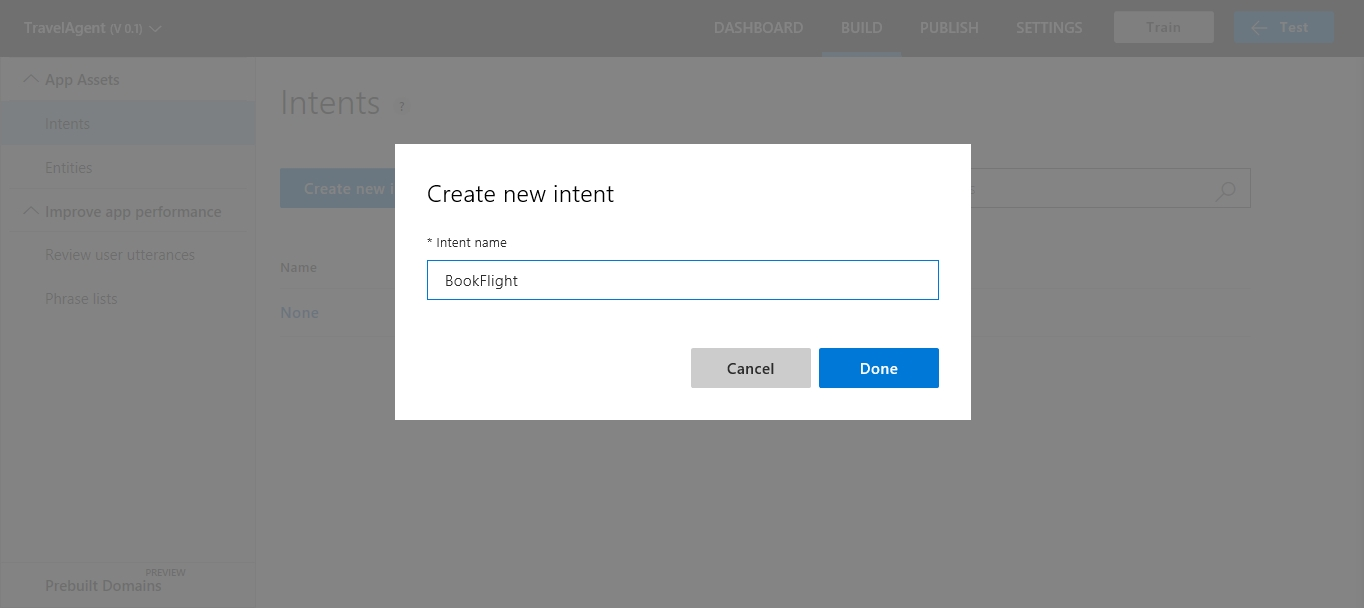 TravelAgent (V 0.1)
DASHBOARD
BUILD
PUBLISH
SETTINGS
Train
Test
App Assets
Intents
Entities
Improve app performance
Review user utterances
Phrase lists
PREVIEW
Prebuilt Domains
Intents ?
Create new i
Name
None
Create new intent
* Intent name
BookFlight
Cancel
Done